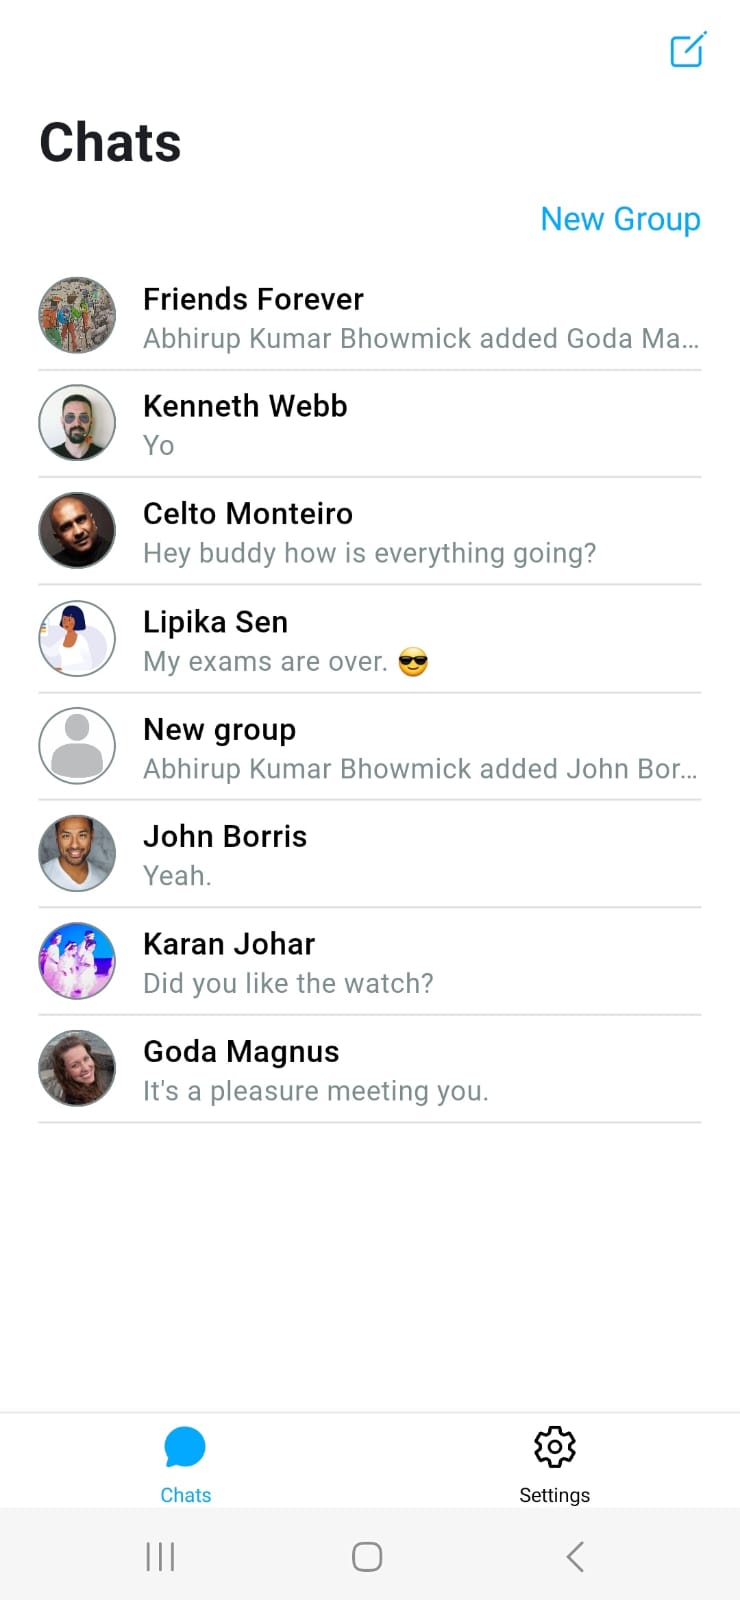 Chats
New Group
Friends Forever
Abhirup Kumar Bhowmick added Goda Ma...
Kenneth Webb
Yo
Celto Monteiro
Hey buddy how is everything going?
Lipika Sen
My exams are over. 😎
New group
Abhirup Kumar Bhowmick added John Bor...
John Borris
Yeah.
Karan Johar
Did you like the watch?
Goda Magnus
It's a pleasure meeting you.
Chats
Settings